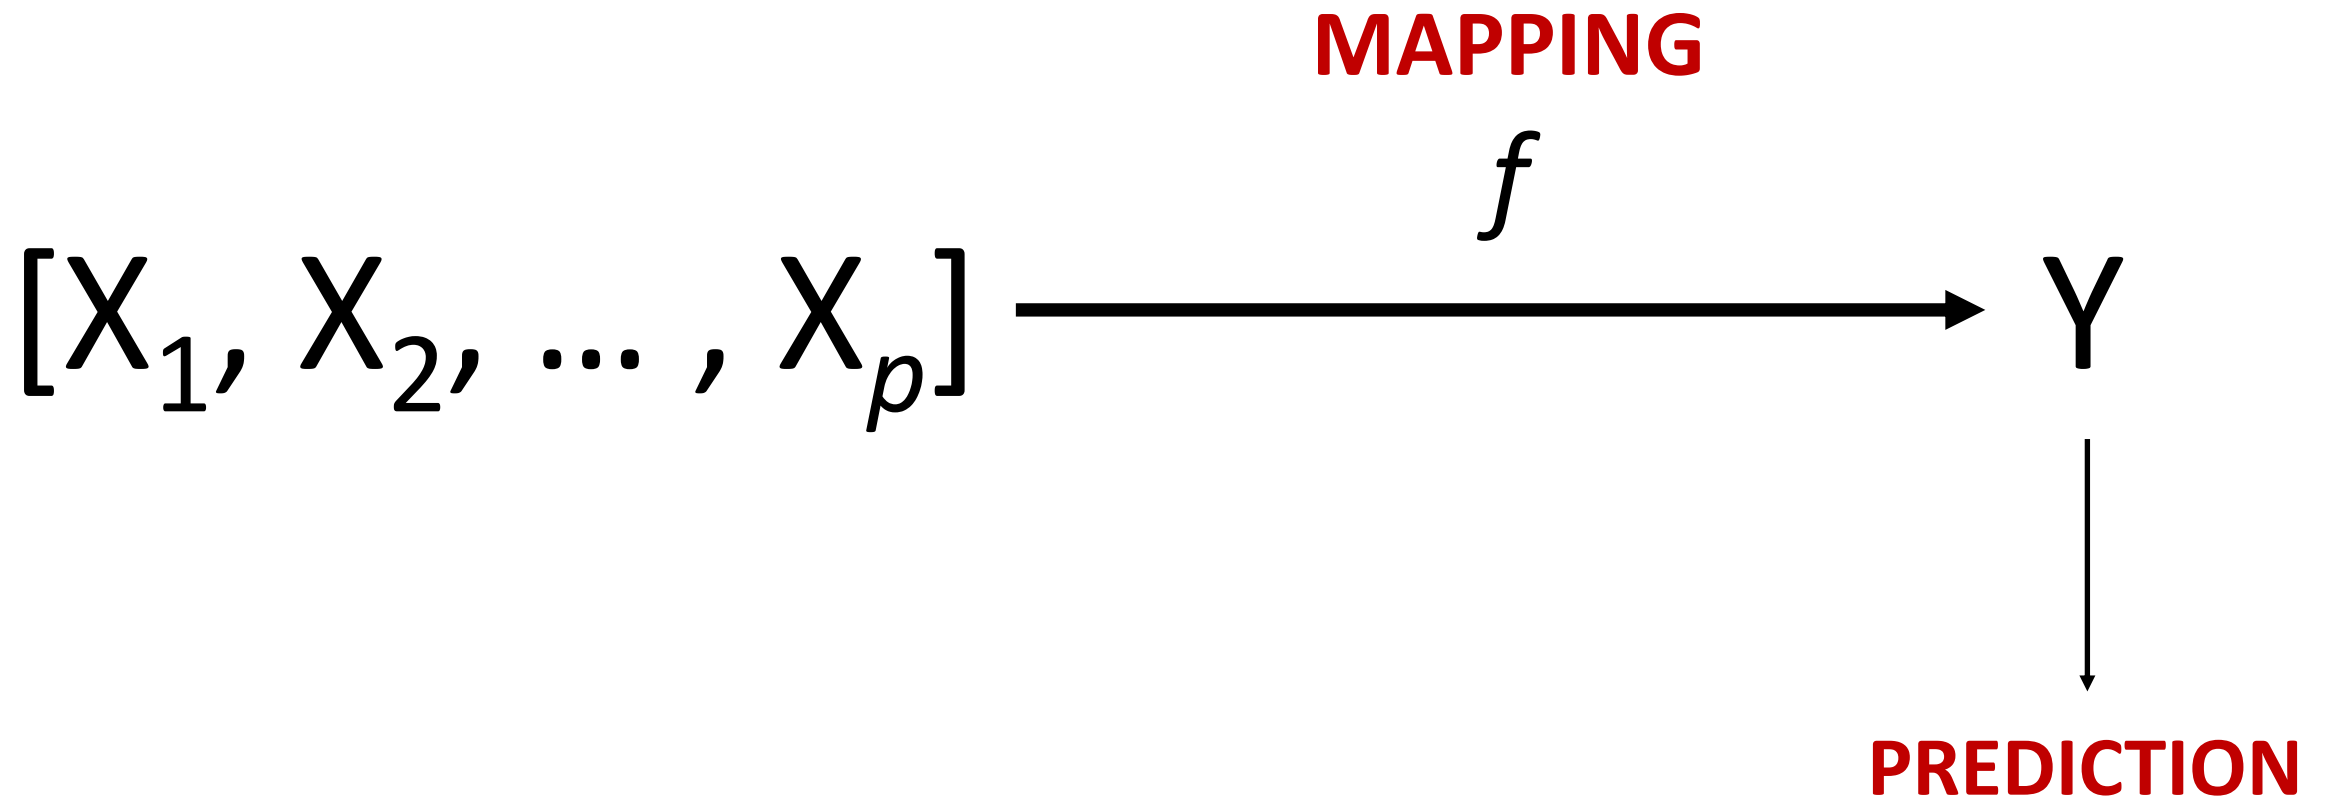 MAPPING
f
[X₁, X₂, ... , Xₚ] Y
PREDICTION